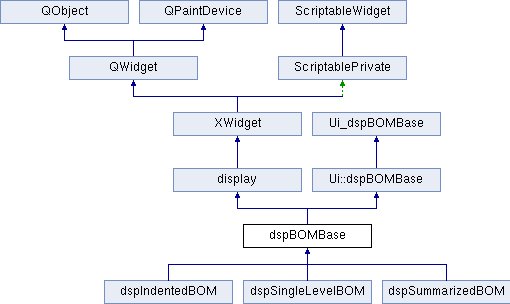 QObject
QPaintDevice
ScriptableWidget
QWidget
ScriptablePrivate
XWidget
Ui_dspBOMBase
display
Ui::dspBOMBase
dspBOMBase
dspIndentedBOM
dspSingleLevelBOM
dspSummarizedBOM